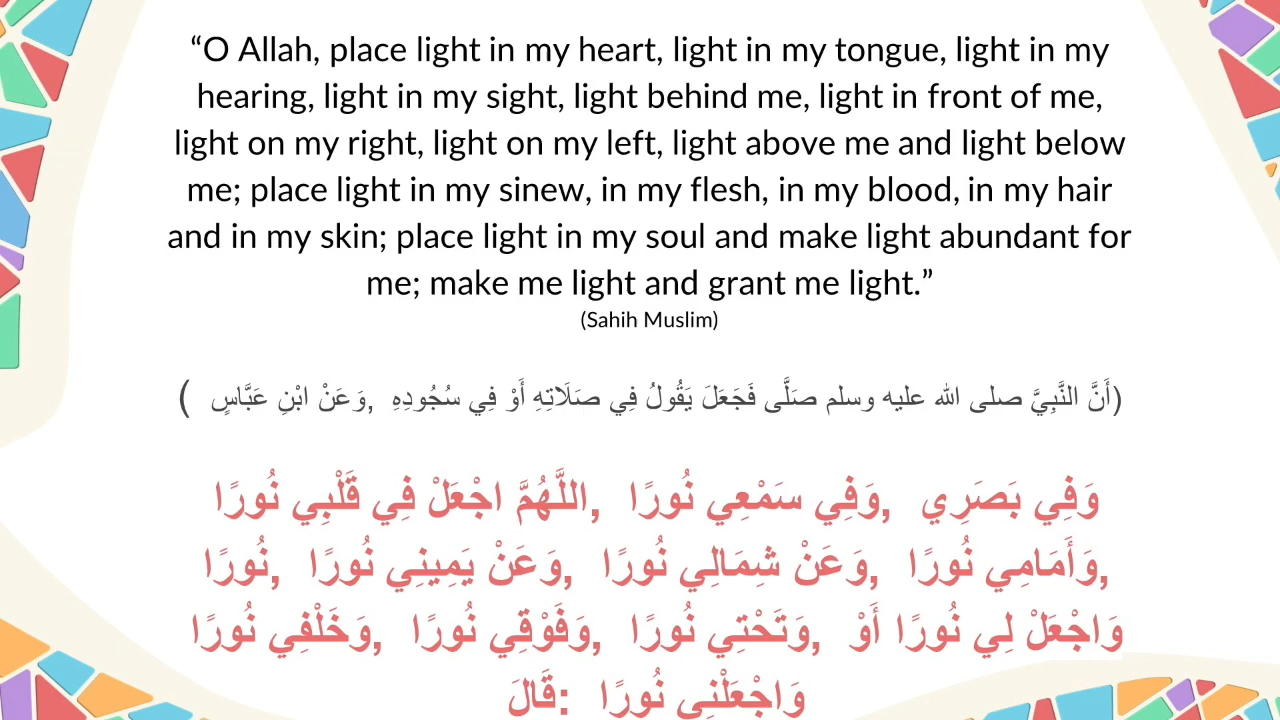 “O Allah, place light in my heart, light in my tongue, light in my
hearing, light in my sight, light behind me, light in front of me,
light on my right, light on my left, light above me and light below
me; place light in my sinew, in my flesh, in my blood, in my hair
and in my skin; place light in my soul and make light abundant for
me; make me light and grant me light.”
(Sahih Muslim)
( وَعَنْ ابْنِ عَبَّاسٍ, أَنَّ النَّبِيَّ صلى الله عليه وسلم صَلَّى فَجَعَلَ يَقُولُ فِي صَلَاتِهِ أَوْ فِي سُجُودِهِ)
اللَّهُمَّ اجْعَلْ فِي قَلْبِي نُورًا, وَفِي سَمْعِي نُورًا, وَفِي بَصَرِي
نُورًا, وَعَنْ يَمِينِي نُورًا, وَعَنْ شِمَالِي نُورًا, وَأَمَامِي نُورًا,
وَخَلْفِي نُورًا, وَفَوْقِي نُورًا, وَتَحْتِي نُورًا, وَاجْعَلْ لِي نُورًا أَوْ
قَالَ: وَاجْعَلْنِي نُورًا